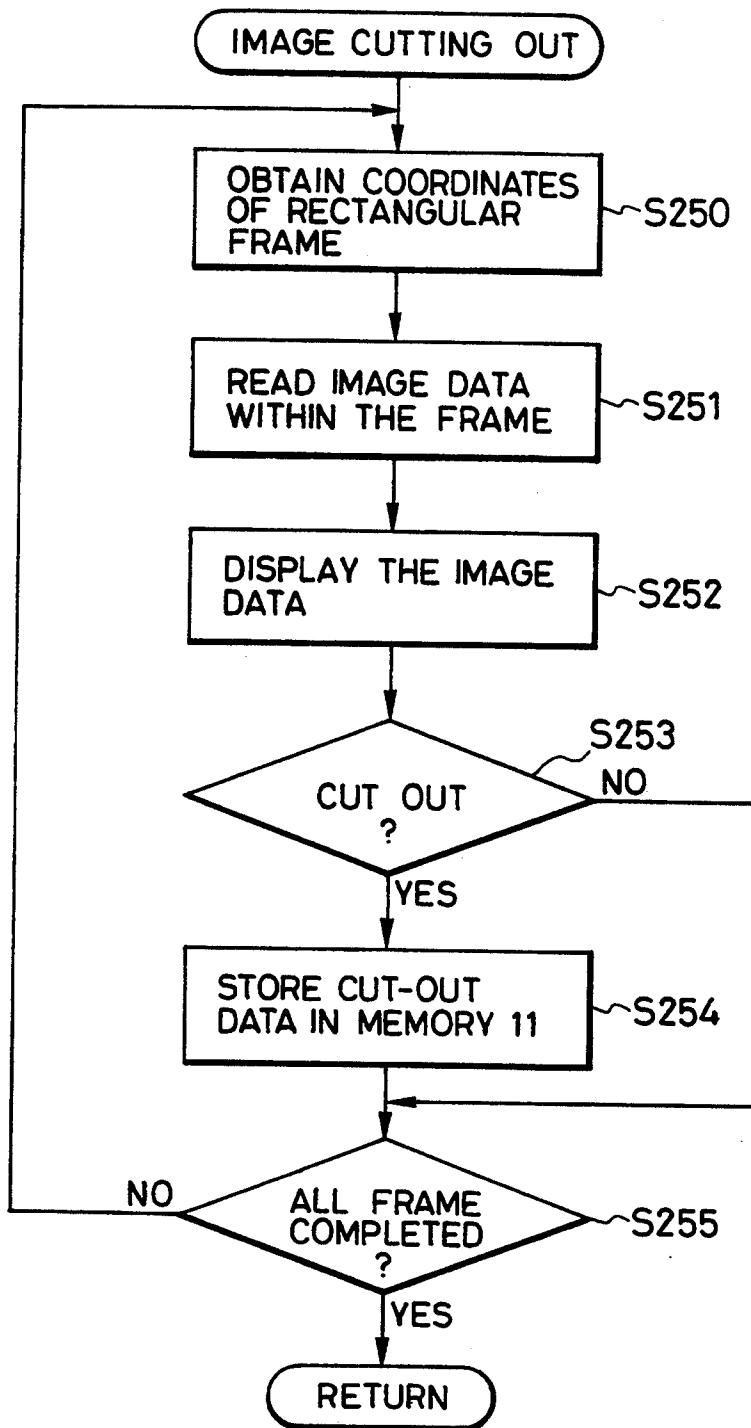 IMAGE CUTTING OUT
OBTAIN COORDINATES
OF RECTANGULAR
FRAME
S250
READ IMAGE DATA
WITHIN THE FRAME
S251
DISPLAY THE IMAGE
DATA
S252
S253
CUT OUT
?
NO
YES
STORE CUT-OUT
DATA IN MEMORY 11
S254
NO
ALL FRAME
COMPLETED
?
S255
YES
RETURN